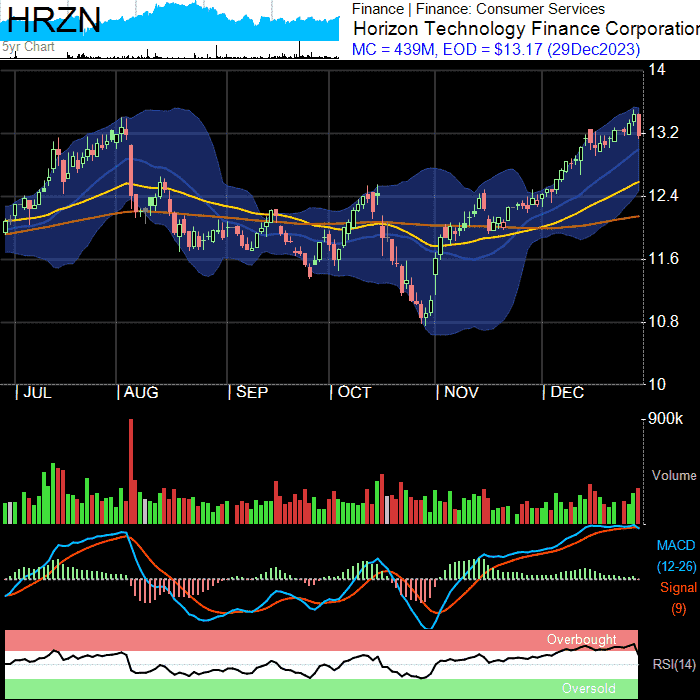 HRZN
5yr Chart
Finance | Finance: Consumer Services
Horizon Technology Finance Corporation
MC = 439M, EOD = $13.17 (29Dec2023)
14
13.2
12.4
11.6
10.8
10
| JUL | AUG | SEP | OCT | NOV | DEC
900k
Volume
MACD
(12-26)
Signal
(9)
Overbought
RSI(14)
Oversold